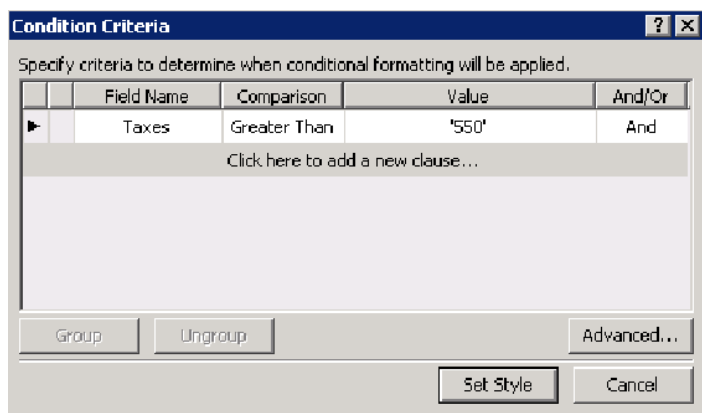 Condition Criteria
Specify criteria to determine when conditional formatting will be applied.
Field Name Comparison Value And/Or
Taxes Greater Than '550' And
Click here to add a new clause...
Group Ungroup Advanced...
Set Style Cancel